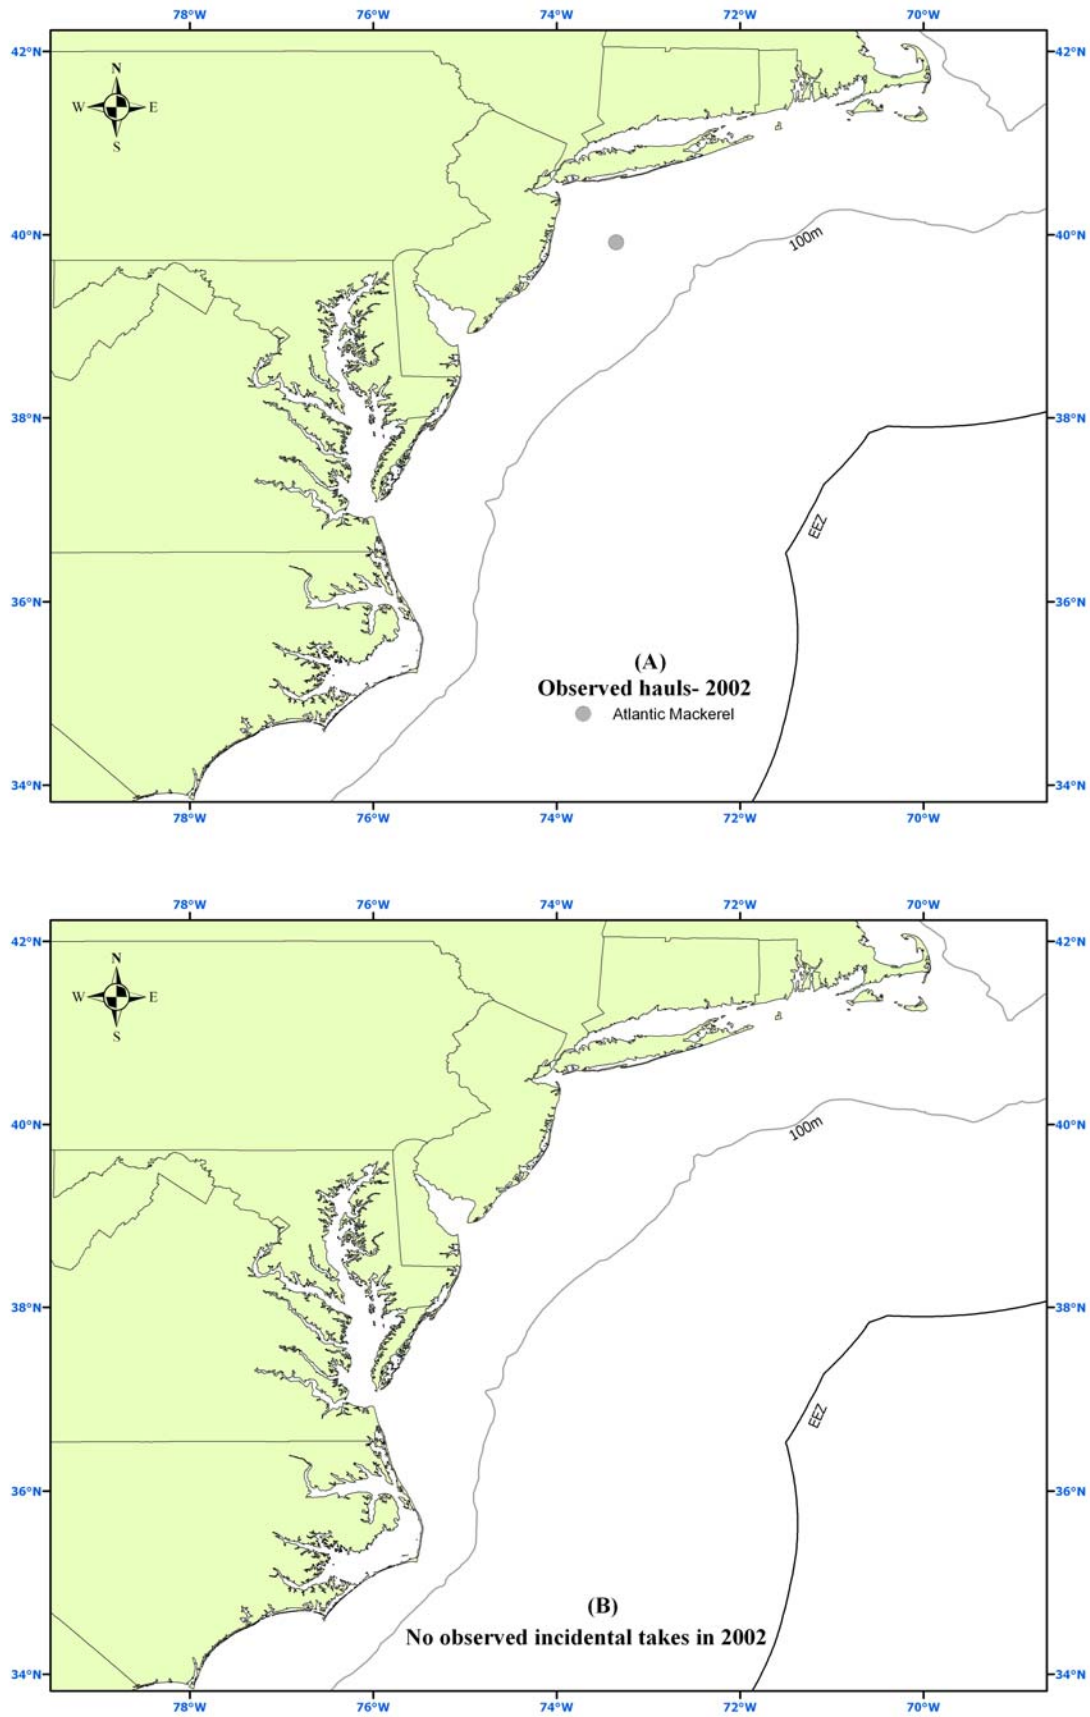 78°W 76°W 74°W 72°W 70°W
42°N 42°N
N
W E
S
40°N 40°N
100m
38°N 38°N
EEZ
36°N 36°N
(A)
Observed hauls- 2002
Atlantic Mackerel
34°N 34°N
78°W 76°W 74°W 72°W 70°W
78°W 76°W 74°W 72°W 70°W
42°N 42°N
N
W E
S
40°N 40°N
100m
38°N 38°N
EEZ
36°N 36°N
(B)
No observed incidental takes in 2002
34°N 34°N
78°W 76°W 74°W 72°W 70°W